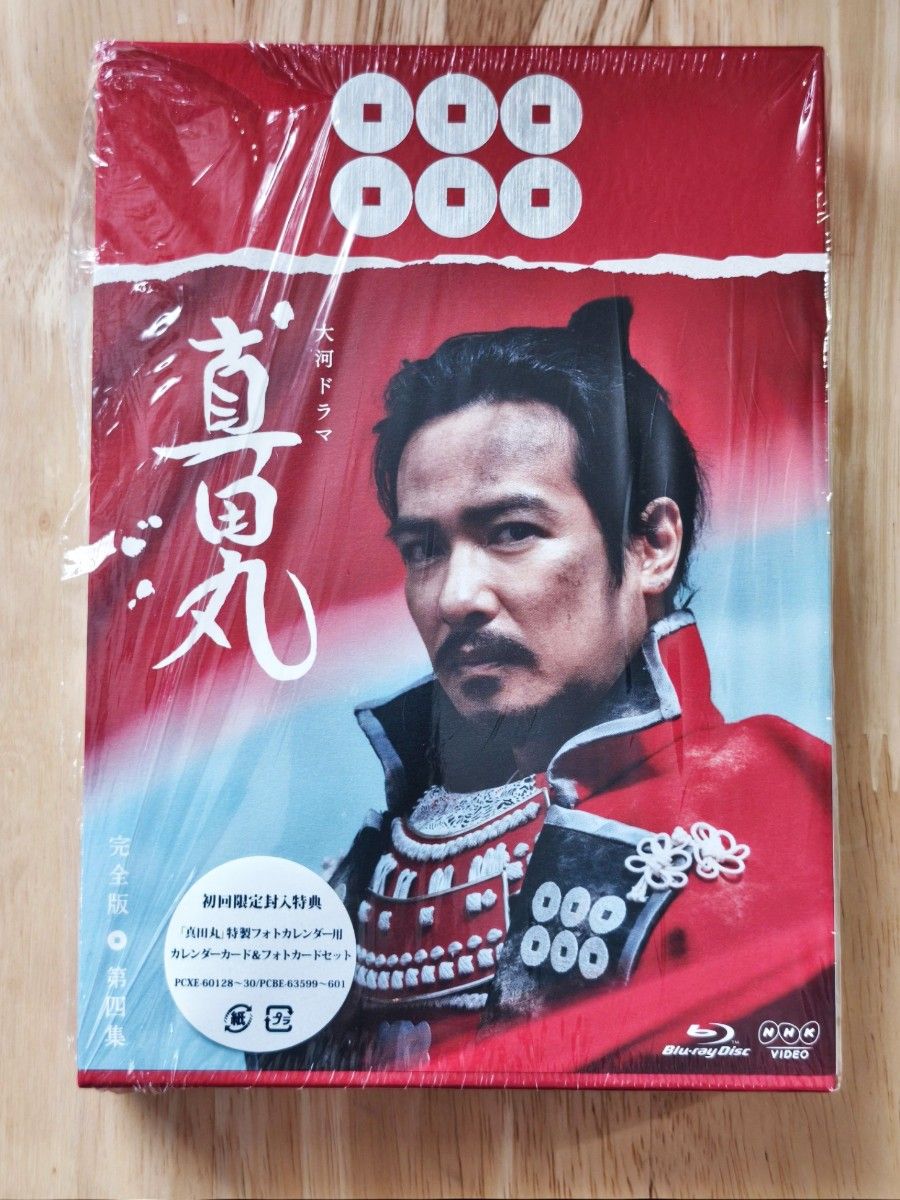 大河ドラマ
真田丸
完全版 第四集
初回限定封入特典
「真田丸」特製フォトカレンダー用
カレンダーカード&フォトカードセット
PCXE-60128～30/PCBE-63599～601
紙
プラ
Blu-ray Disc™
NHK
VIDEO